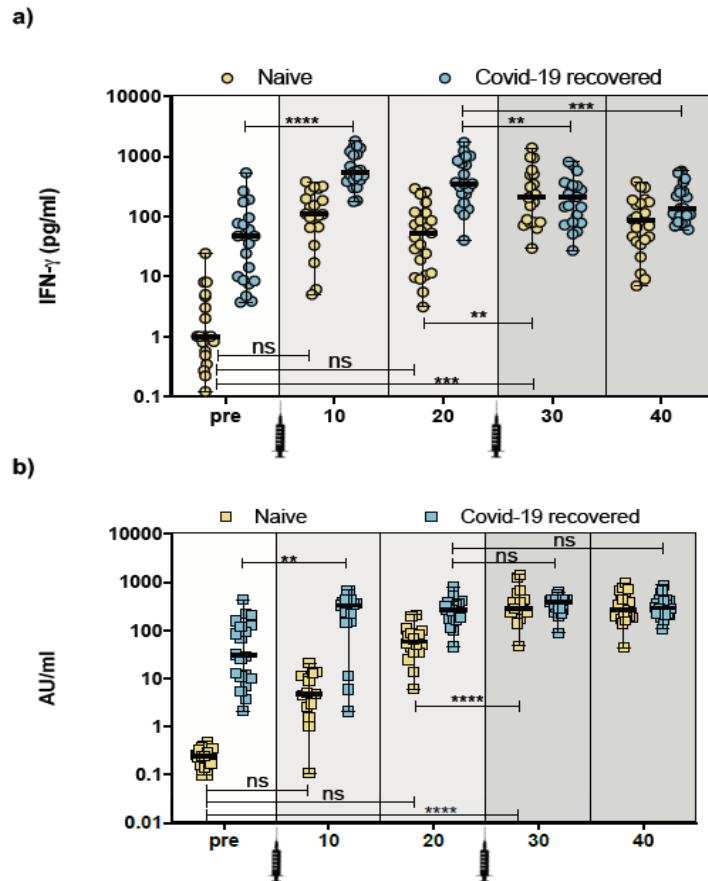 a)
Naive Covid-19 recovered
10000
1000
100
10
1
0.1
IFN-γ (pg/ml)
****
***
**
**
ns
ns
***
pre 10 20 30 40
b)
Naive Covid-19 recovered
10000
1000
100
10
1
0.1
0.01
AU/ml
ns
**
ns
****
ns
ns
****
pre 10 20 30 40